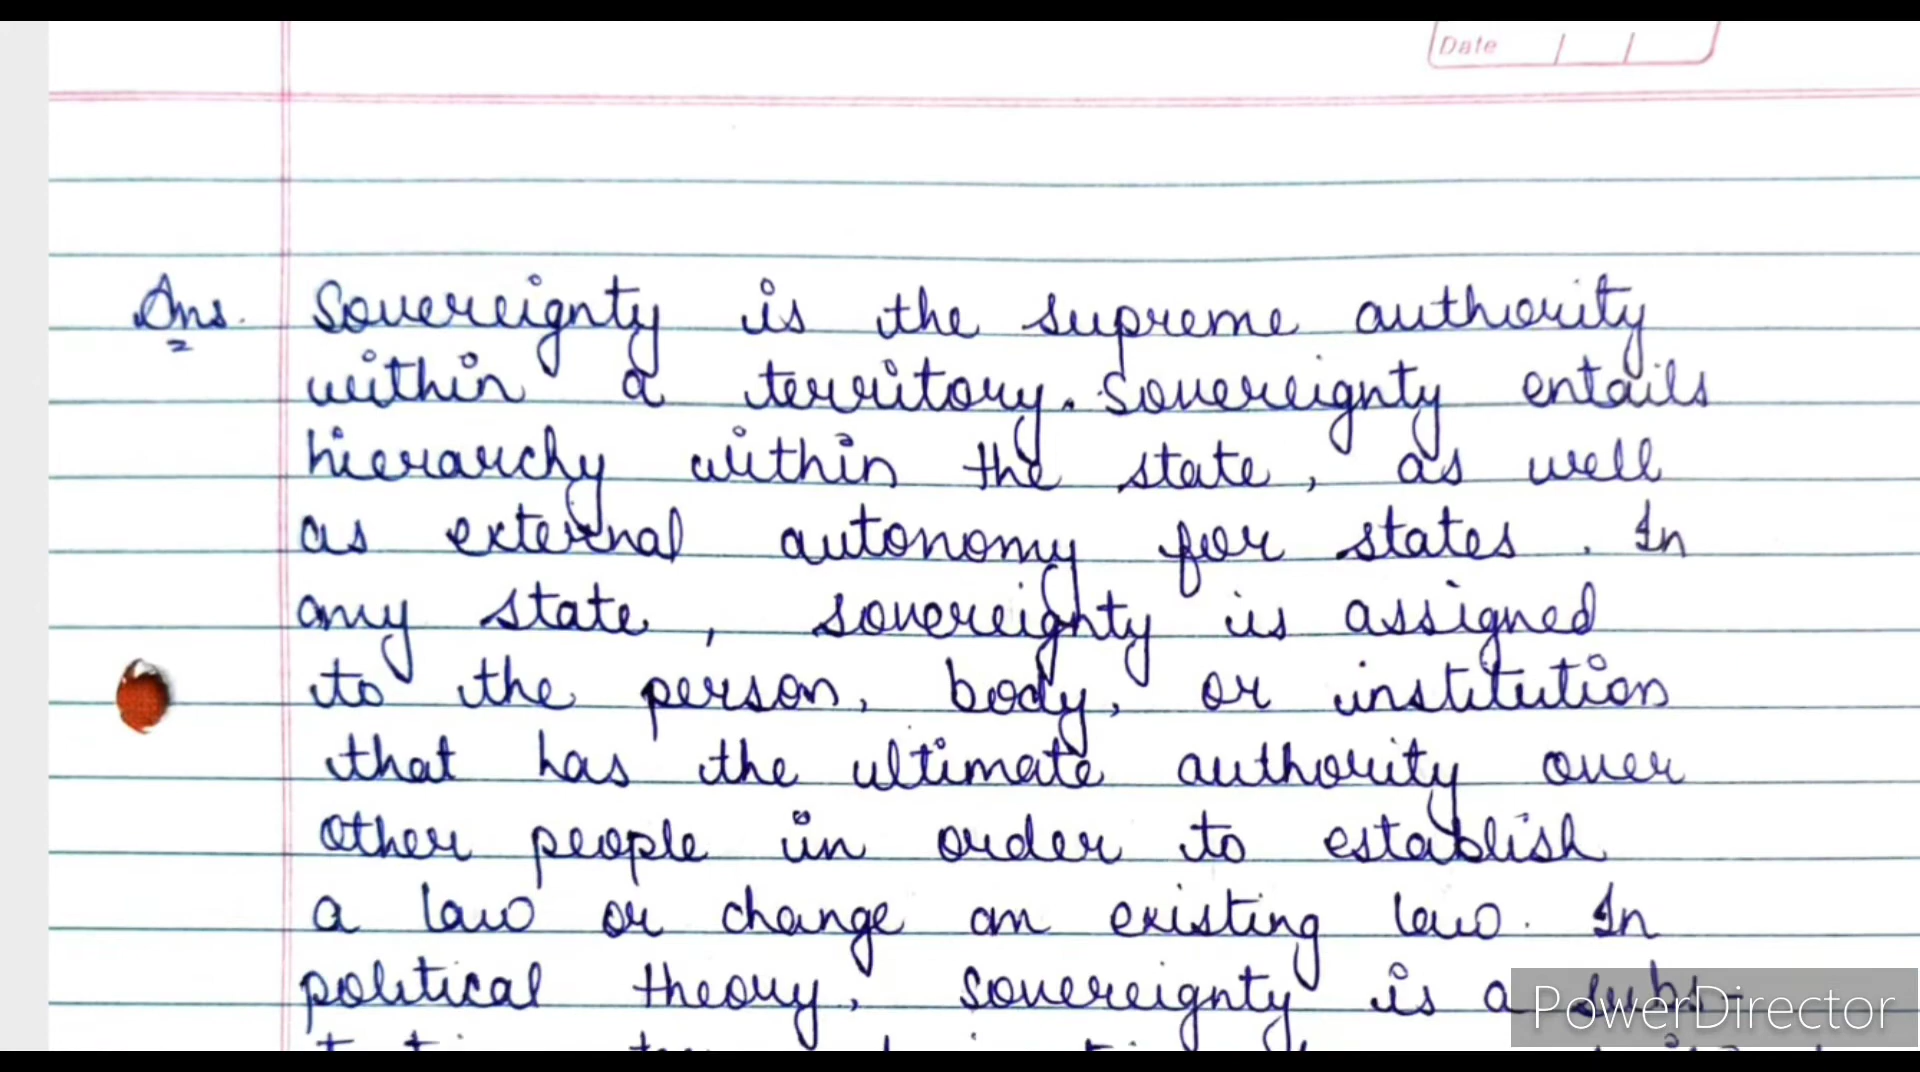 Date
Ans. Sovereignty is the supreme authority
within a territory. Sovereignty entails
hierarchy within the state, as well
as external autonomy for states. In
any state, sovereignty is assigned
to the person, body, or institution
that has the ultimate authority over
other people in order to establish
a law or change an existing law. In
political theory, sovereignty is a subs-
PowerDirector